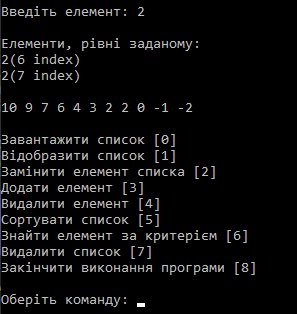 Введіть елемент: 2
Елементи, рівні заданому:
2(6 index)
2(7 index)
10 9 7 6 4 3 2 2 0 -1 -2
Завантажити список [0]
Відобразити список [1]
Замінити елемент списка [2]
Додати елемент [3]
Видалити елемент [4]
Сортувати список [5]
Знайти елемент за критерієм [6]
Видалити список [7]
Закінчити виконання програми [8]
Оберіть команду: